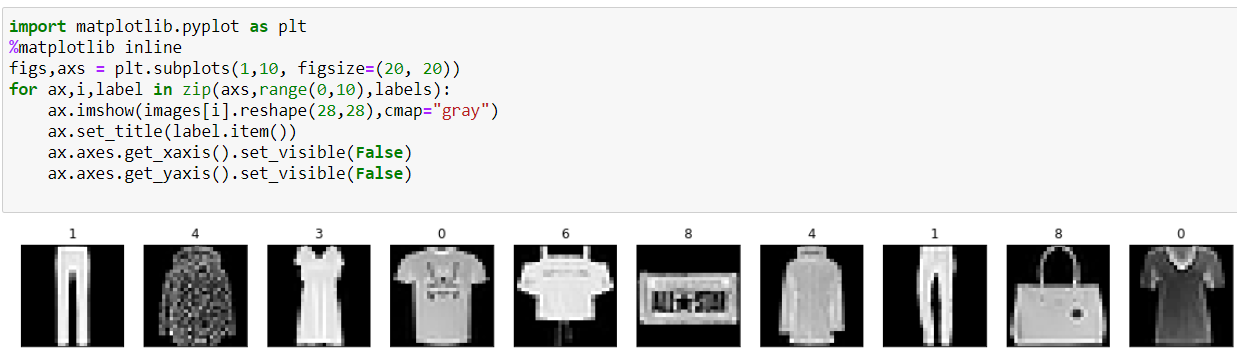 import matplotlib.pyplot as plt
%matplotlib inline
figs,axs = plt.subplots(1,10, figsize=(20, 20))
for ax,i,label in zip(axs,range(0,10),labels):
    ax.imshow(images[i].reshape(28,28),cmap="gray")
    ax.set_title(label.item())
    ax.axes.get_xaxis().set_visible(False)
    ax.axes.get_yaxis().set_visible(False)
1 4 3 0 6 8 4 1 8 0
ALL★STAR